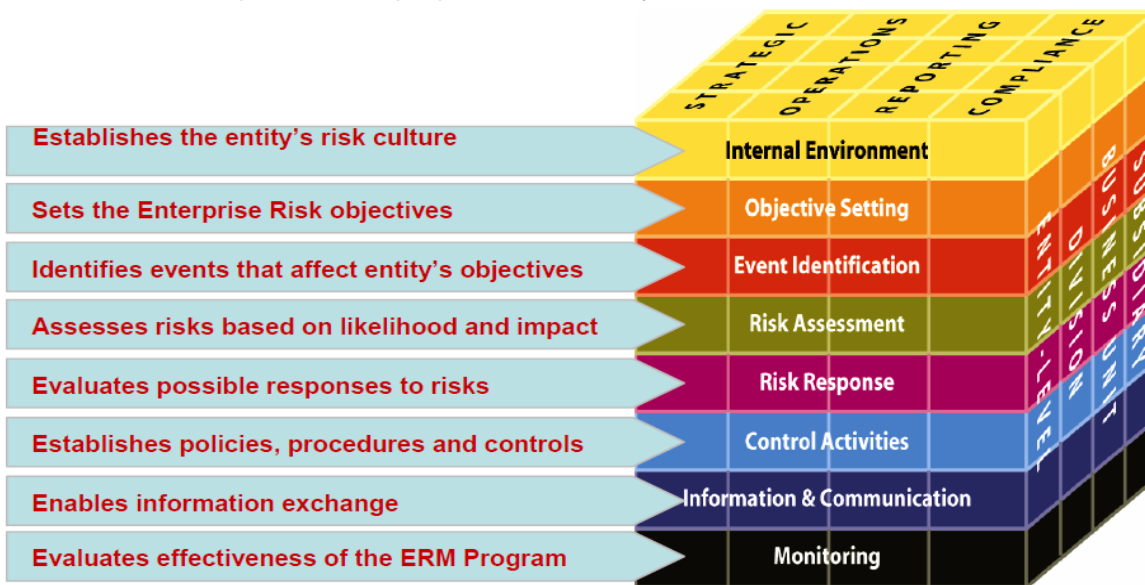 STRATEGIC
OPERATIONS
REPORTING
COMPLIANCE
Establishes the entity's risk culture
Internal Environment
Sets the Enterprise Risk objectives
Objective Setting
Identifies events that affect entity's objectives
Event Identification
Assesses risks based on likelihood and impact
Risk Assessment
Evaluates possible responses to risks
Risk Response
Establishes policies, procedures and controls
Control Activities
Enables information exchange
Information & Communication
Evaluates effectiveness of the ERM Program
Monitoring
ENTITY-LEVEL
DIVISION
BUSINESS UNIT
SUBSIDIARY